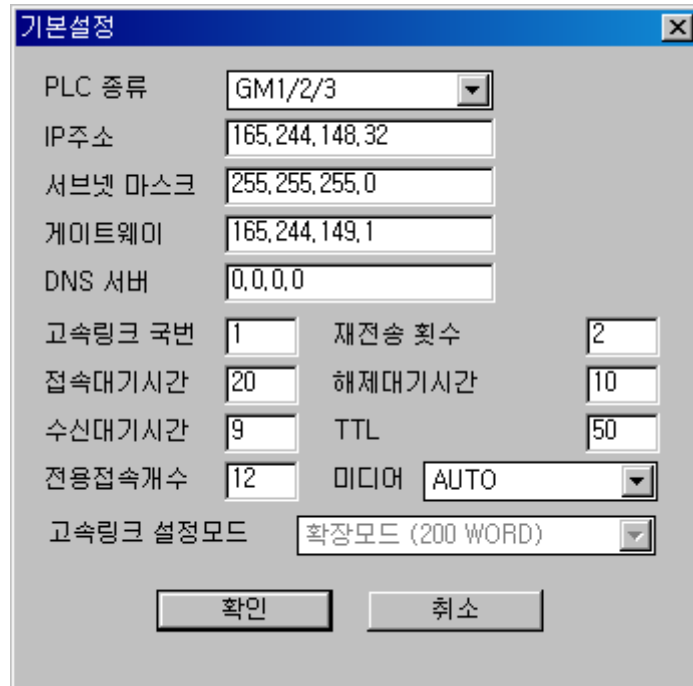 기본설정
PLC 종류 GM1/2/3
IP주소 165,244,148,32
서브넷 마스크 255,255,255,0
게이트웨이 165,244,149,1
DNS 서버 0,0,0,0
고속링크 국번 1 재전송 횟수 2
접속대기시간 20 해제대기시간 10
수신대기시간 9 TTL 50
전용접속개수 12 미디어 AUTO
고속링크 설정모드 확장모드 (200 WORD)
확인 취소